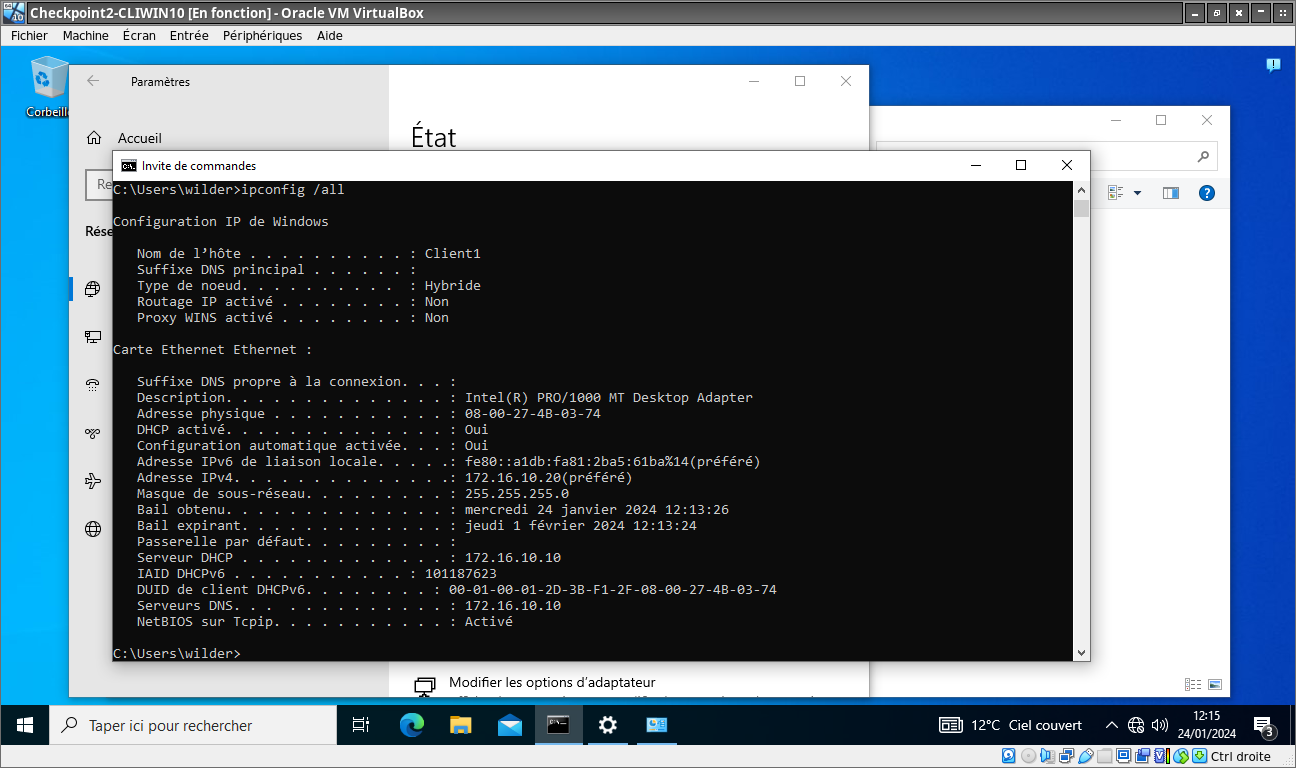 Checkpoint2-CLIWIN10 [En fonction] - Oracle VM VirtualBox
Fichier Machine Écran Entrée Périphériques Aide
Corbeille
Paramètres
Accueil
État
Re
Rése
Invite de commandes
C:\Users\wilder>ipconfig /all
Configuration IP de Windows
Nom de l’hôte . . . . . . . . . . : Client1
Suffixe DNS principal . . . . . . :
Type de noeud. . . . . . . . . .  : Hybride
Routage IP activé . . . . . . . . : Non
Proxy WINS activé . . . . . . . . : Non
Carte Ethernet Ethernet :
Suffixe DNS propre à la connexion. . . :
Description. . . . . . . . . . . . . . : Intel(R) PRO/1000 MT Desktop Adapter
Adresse physique . . . . . . . . . . . : 08-00-27-4B-03-74
DHCP activé. . . . . . . . . . . . . . : Oui
Configuration automatique activée. . . : Oui
Adresse IPv6 de liaison locale. . . . .: fe80::a1db:fa81:2ba5:61ba%14(préféré)
Adresse IPv4. . . . . . . . . . . . . .: 172.16.10.20(préféré)
Masque de sous-réseau. . . . . . . . . : 255.255.255.0
Bail obtenu. . . . . . . . . . . . . . : mercredi 24 janvier 2024 12:13:26
Bail expirant. . . . . . . . . . . . . : jeudi 1 février 2024 12:13:24
Passerelle par défaut. . . . . . . . . :
Serveur DHCP . . . . . . . . . . . . . : 172.16.10.10
IAID DHCPv6 . . . . . . . . . . . : 101187623
DUID de client DHCPv6. . . . . . . . : 00-01-00-01-2D-3B-F1-2F-08-00-27-4B-03-74
Serveurs DNS. . .  . . . . . . . . . . : 172.16.10.10
NetBIOS sur Tcpip. . . . . . . . . . . : Activé
C:\Users\wilder>
Modifier les options d’adaptateur
Taper ici pour rechercher
12°C Ciel couvert
12:15
24/01/2024
3
Ctrl droite